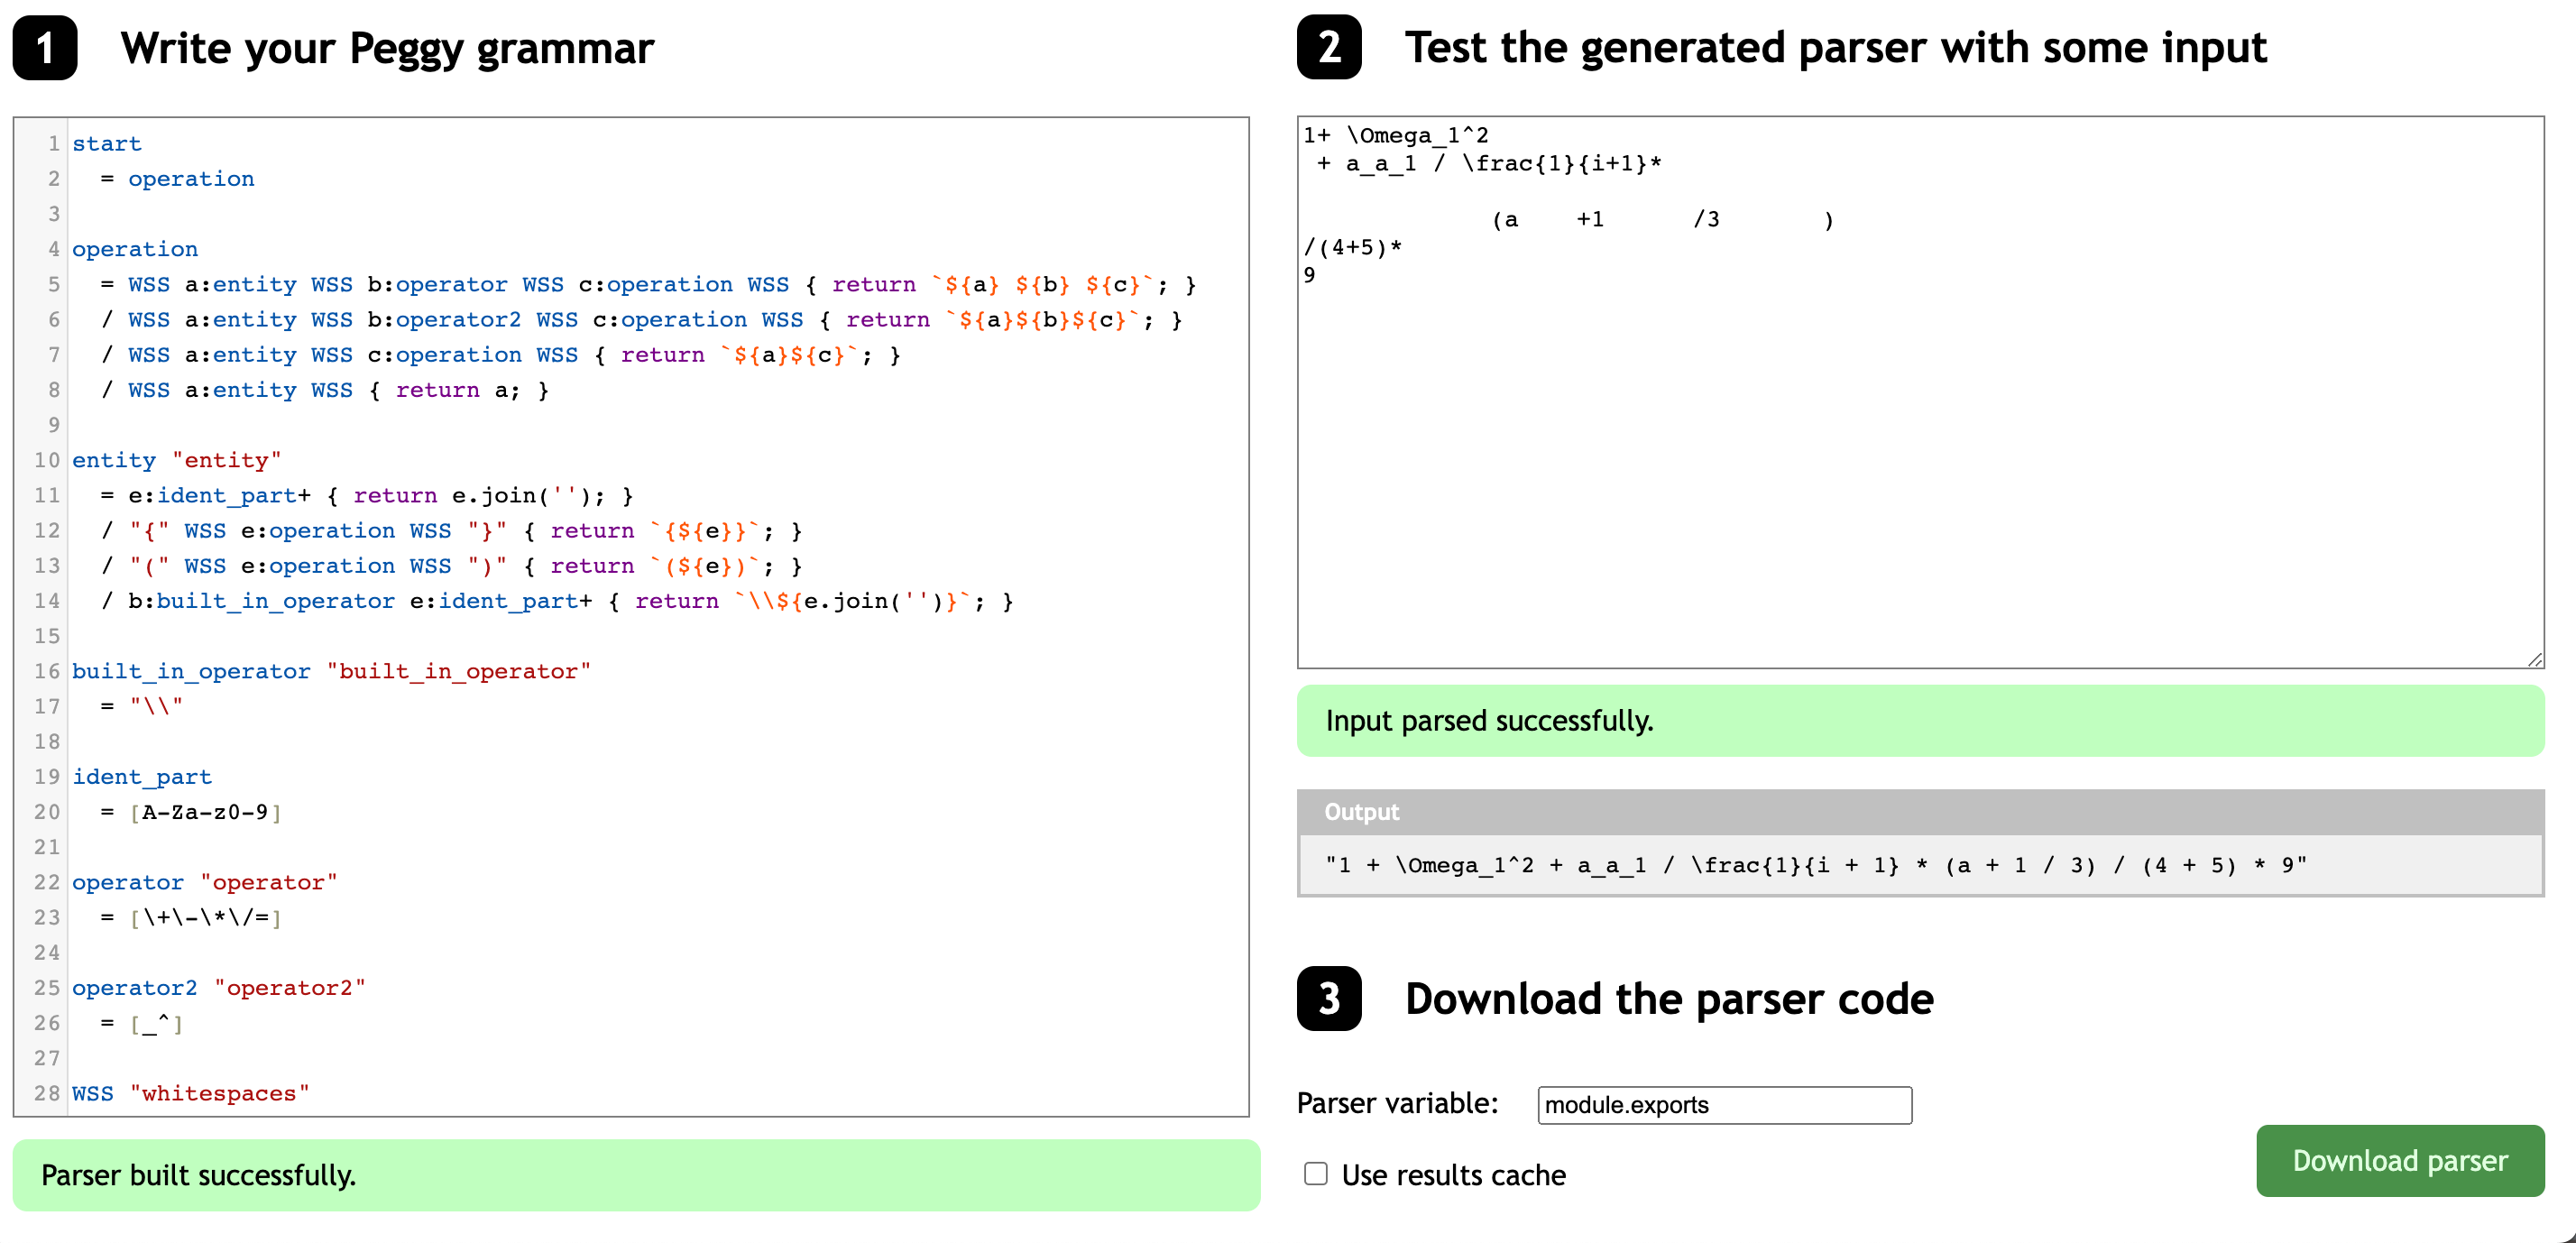 1 Write your Peggy grammar
1 start
2   = operation
3
4 operation
5   = WSS a:entity WSS b:operator WSS c:operation WSS { return `${a} ${b} ${c}`; }
6   / WSS a:entity WSS b:operator2 WSS c:operation WSS { return `${a}${b}${c}`; }
7   / WSS a:entity WSS c:operation WSS { return `${a}${c}`; }
8   / WSS a:entity WSS { return a; }
9
10 entity "entity"
11   = e:ident_part+ { return e.join(''); }
12   / "{" WSS e:operation WSS "}" { return `{${e}}`; }
13   / "(" WSS e:operation WSS ")" { return `(${e})`; }
14   / b:built_in_operator e:ident_part+ { return `\\${e.join('')}`; }
15
16 built_in_operator "built_in_operator"
17   = "\\"
18
19 ident_part
20   = [A-Za-z0-9]
21
22 operator "operator"
23   = [\+\-\*\/=]
24
25 operator2 "operator2"
26   = [_^]
27
28 WSS "whitespaces"
Parser built successfully.
2 Test the generated parser with some input
1+ \Omega_1^2
 + a_a_1 / \frac{1}{i+1}*
             (a    +1      /3       )
/(4+5)*
9
Input parsed successfully.
Output
"1 + \Omega_1^2 + a_a_1 / \frac{1}{i + 1} * (a + 1 / 3) / (4 + 5) * 9"
3 Download the parser code
Parser variable: module.exports
Use results cache
Download parser